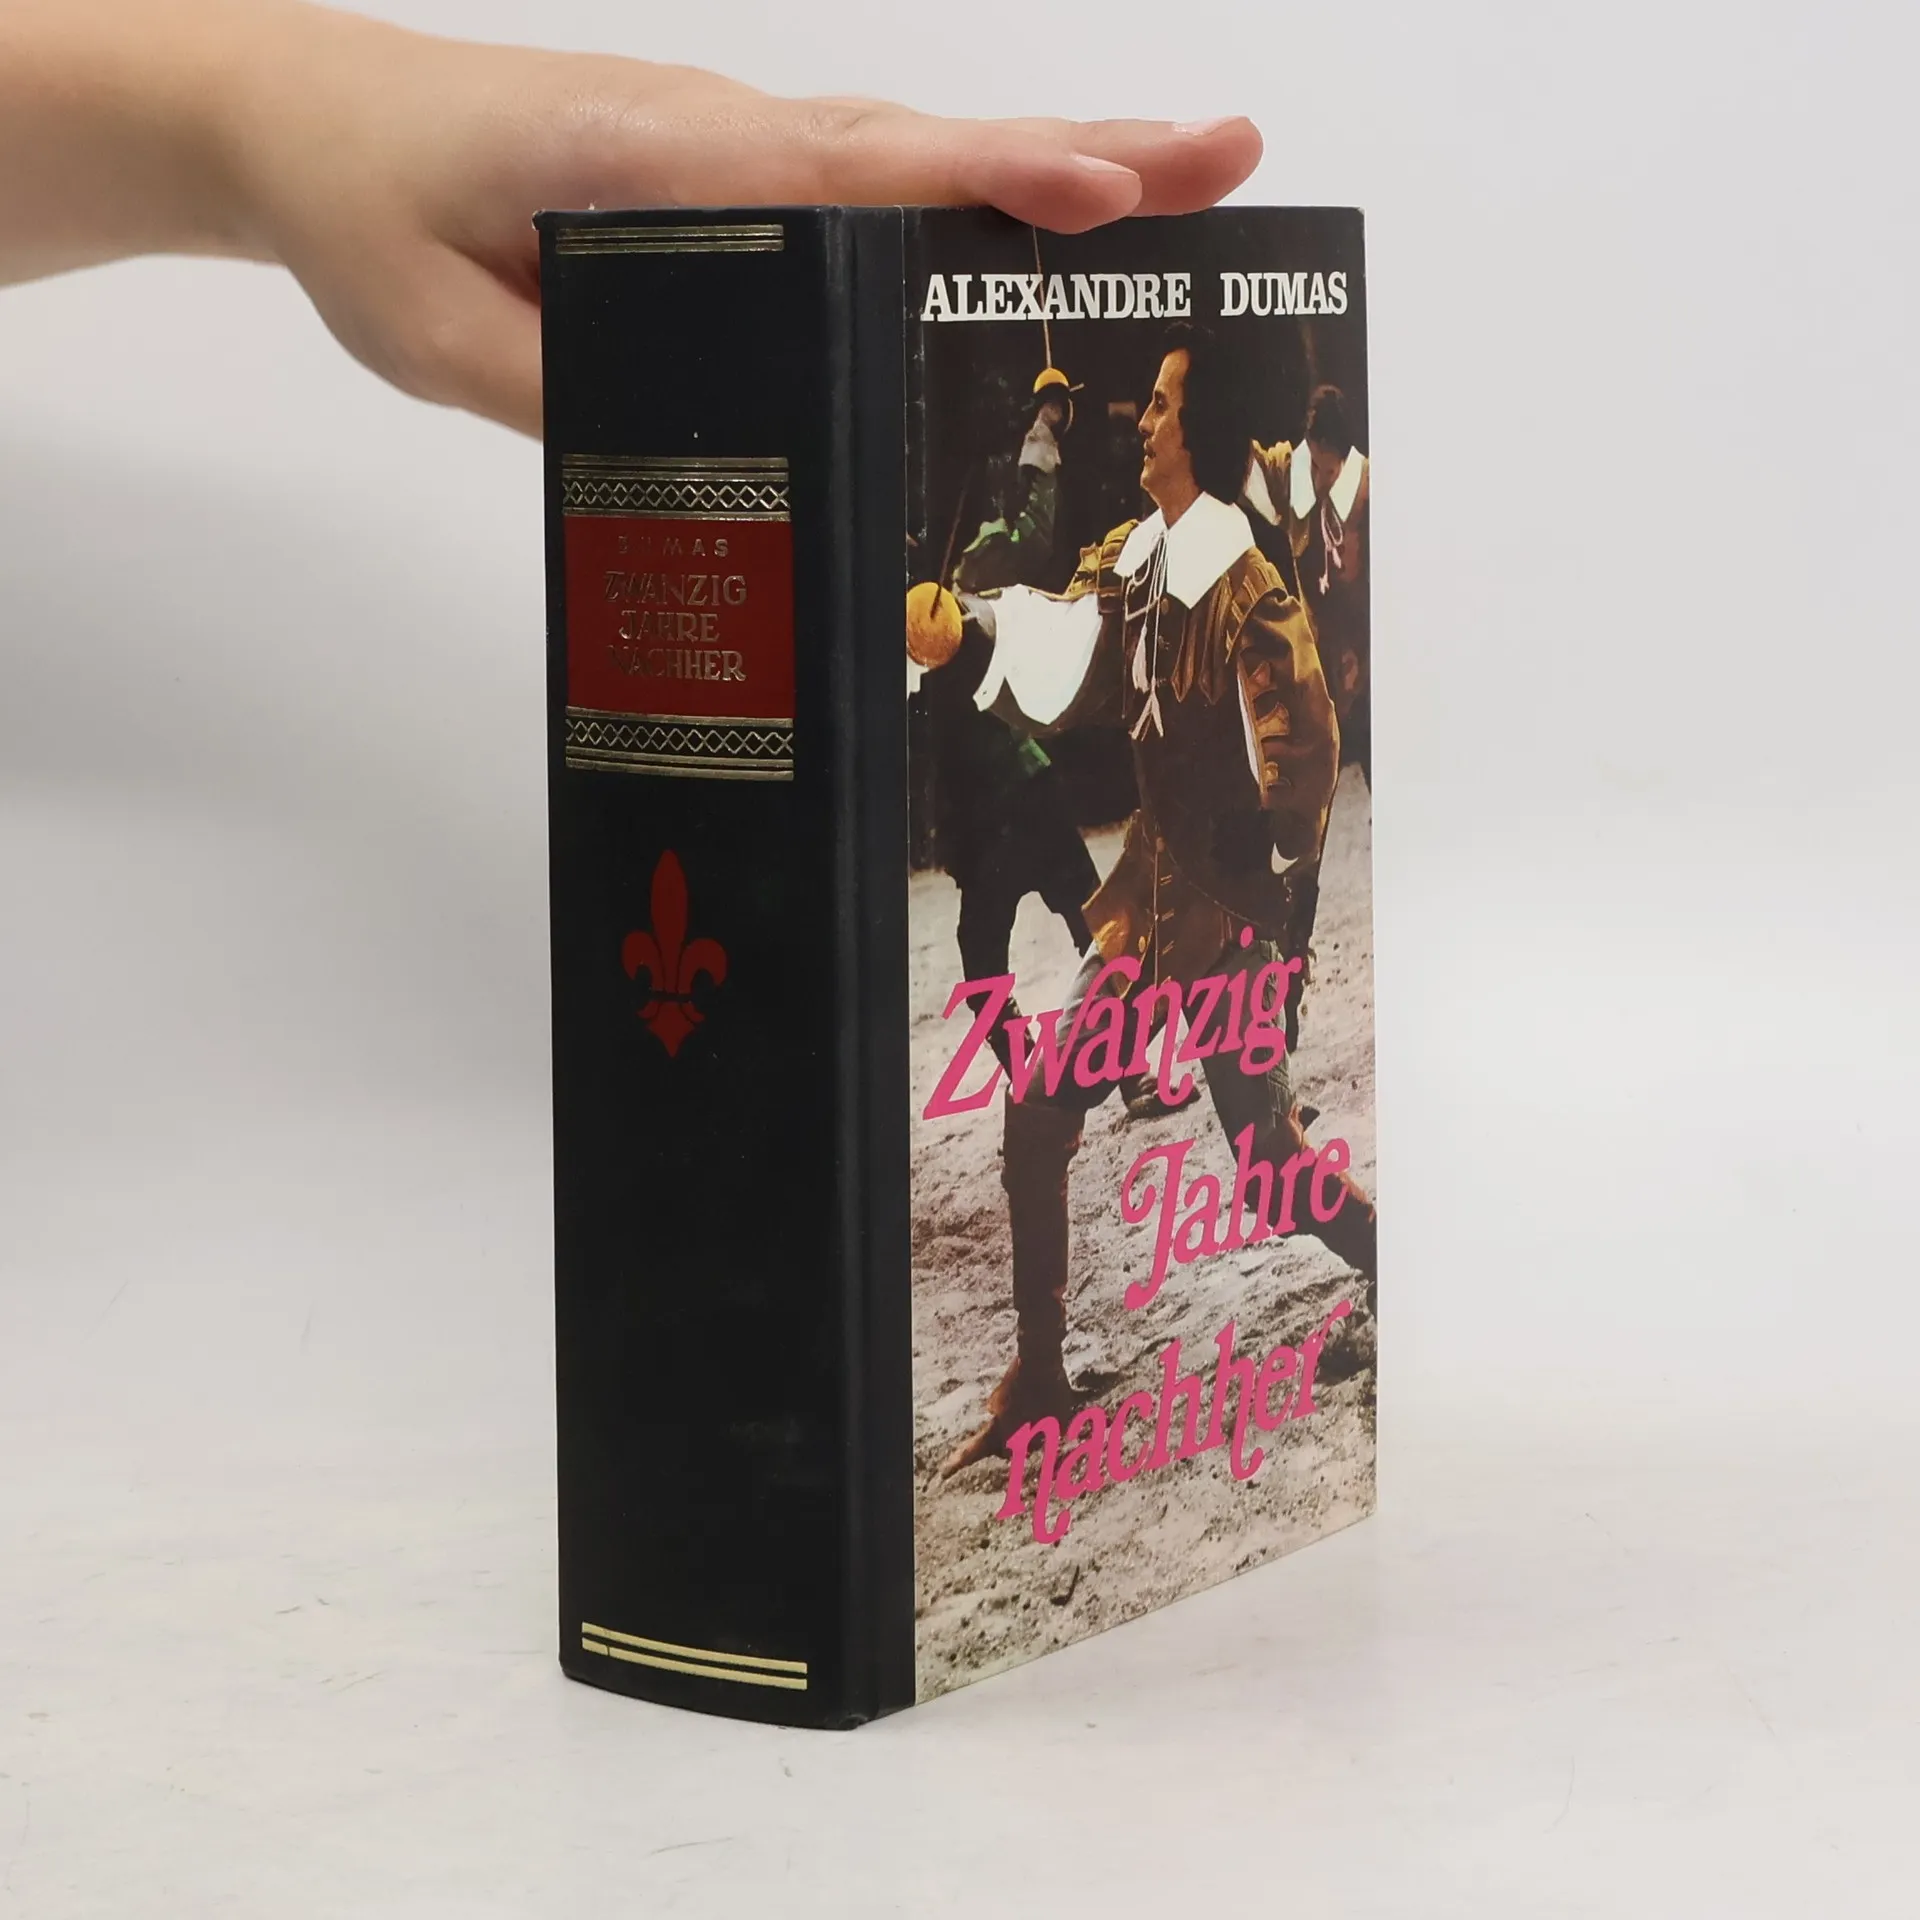 DUMAS
ZWANZIG
JAHRE
NACHHER
ALEXANDRE DUMAS
Zwanzig
Jahre
nachher